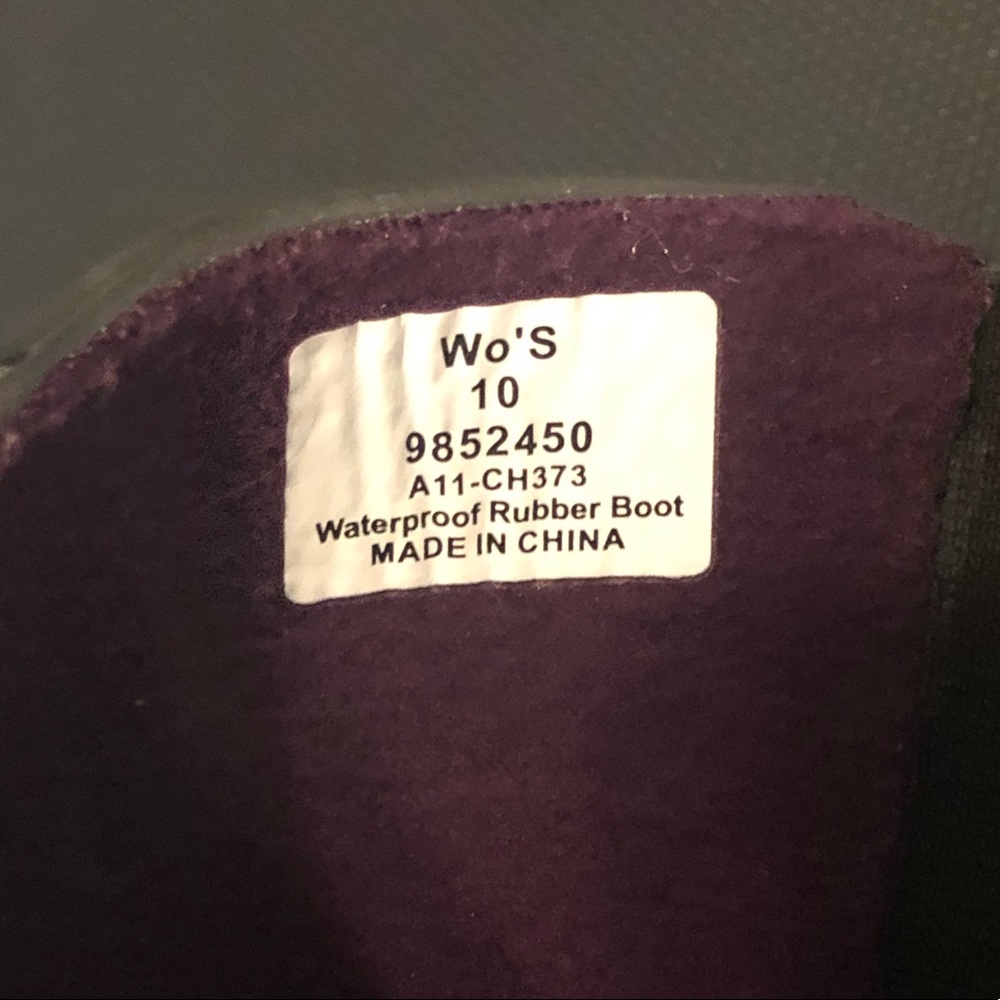 Wo'S
10
9852450
A11-CH373
Waterproof Rubber Boot
MADE IN CHINA